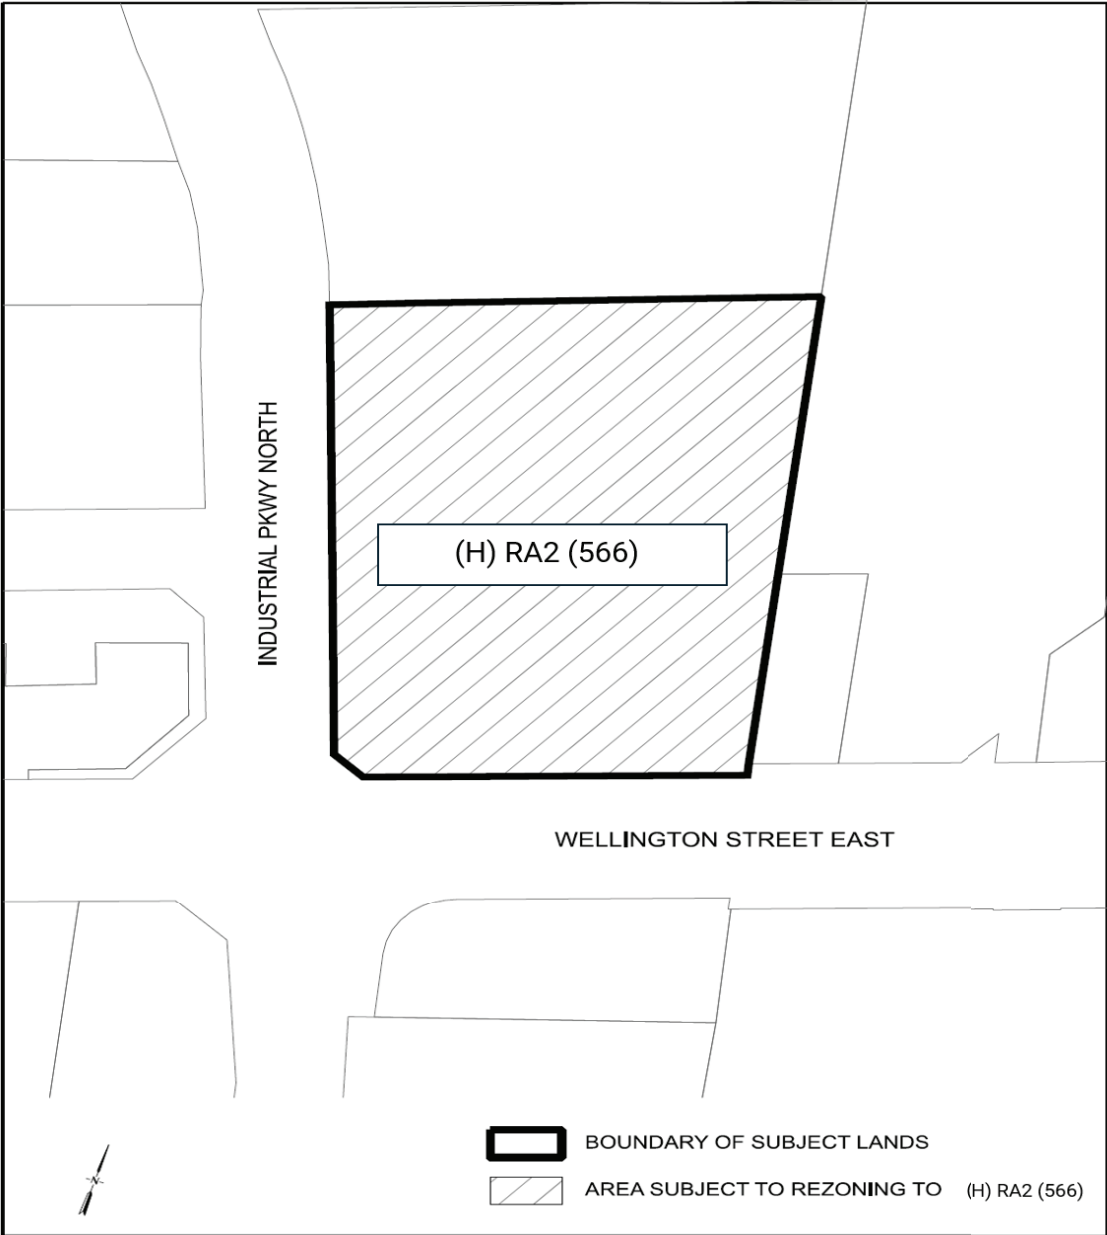 INDUSTRIAL PKWY NORTH
(H) RA2 (566)
WELLINGTON STREET EAST
BOUNDARY OF SUBJECT LANDS
AREA SUBJECT TO REZONING TO (H) RA2 (566)
N